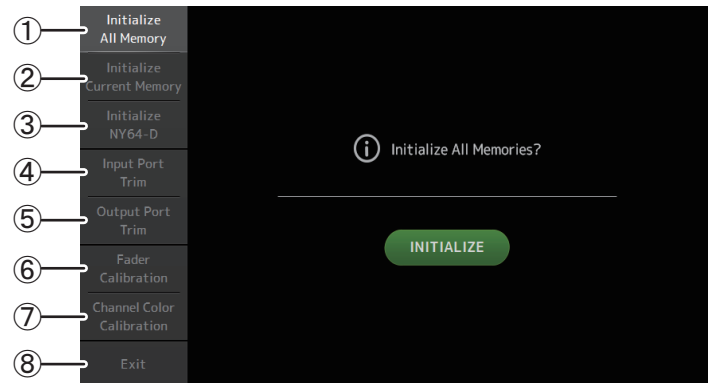 ①
Initialize
All Memory
②
Initialize
Current Memory
③
Initialize
NY64-D
④
Input Port
Trim
⑤
Output Port
Trim
⑥
Fader
Calibration
⑦
Channel Color
Calibration
⑧
Exit
Initialize All Memories?
INITIALIZE